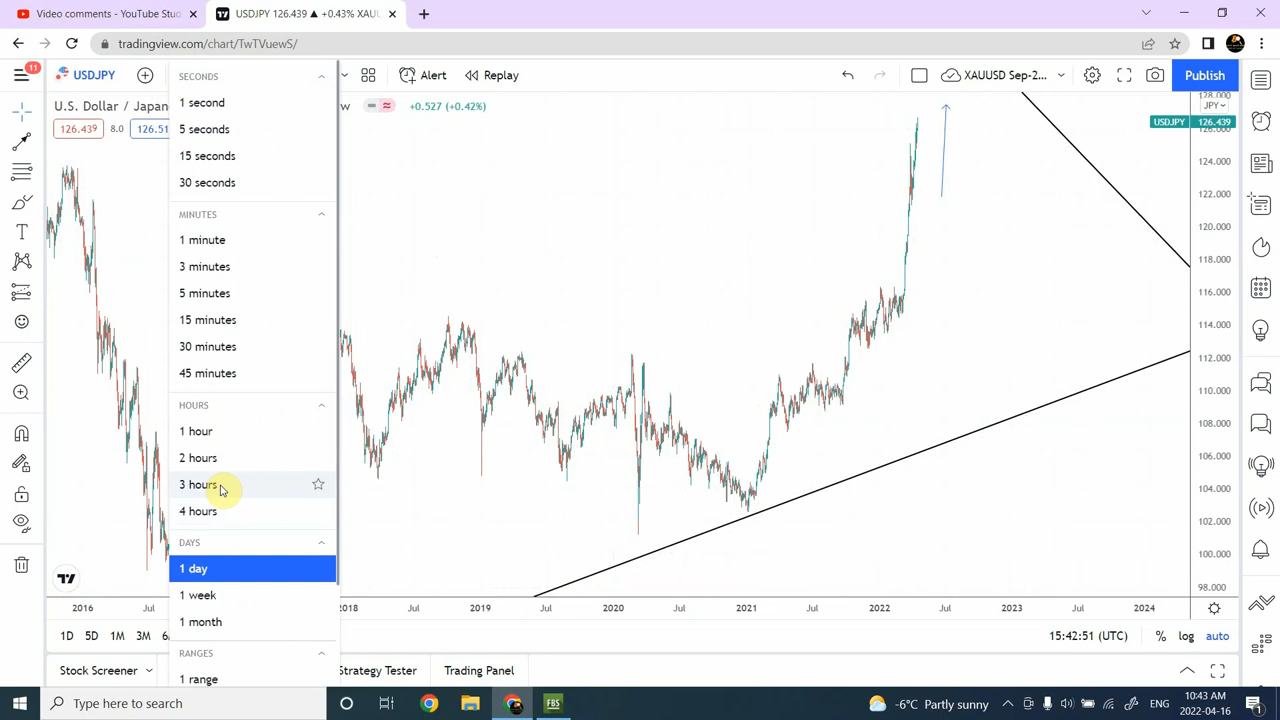 Video comments - YouTube Stud
USDJPY 126.439 ▲ +0.43% XAU
tradingview.com/chart/TwTVuewS/
11
USDJPY
Alert
Replay
XAUUSD Sep-2...
Publish
U.S. Dollar / Japan
w
+0.527 (+0.42%)
126.439
8.0
126.51
SECONDS
1 second
5 seconds
15 seconds
30 seconds
MINUTES
1 minute
3 minutes
5 minutes
15 minutes
30 minutes
45 minutes
HOURS
1 hour
2 hours
3 hours
4 hours
DAYS
1 day
1 week
1 month
RANGES
1 range
128.000
JPY
USDJPY 126.439
126.000
124.000
122.000
120.000
118.000
116.000
114.000
112.000
110.000
108.000
106.000
104.000
102.000
100.000
98.000
2016 Jul 2018 Jul 2019 Jul 2020 Jul 2021 Jul 2022 Jul 2023 Jul 2024
1D 5D 1M 3M 6
15:42:51 (UTC) % log auto
Stock Screener
Strategy Tester
Trading Panel
Type here to search
FBS
-6°C Partly sunny
ENG
10:43 AM
2022-04-16
1